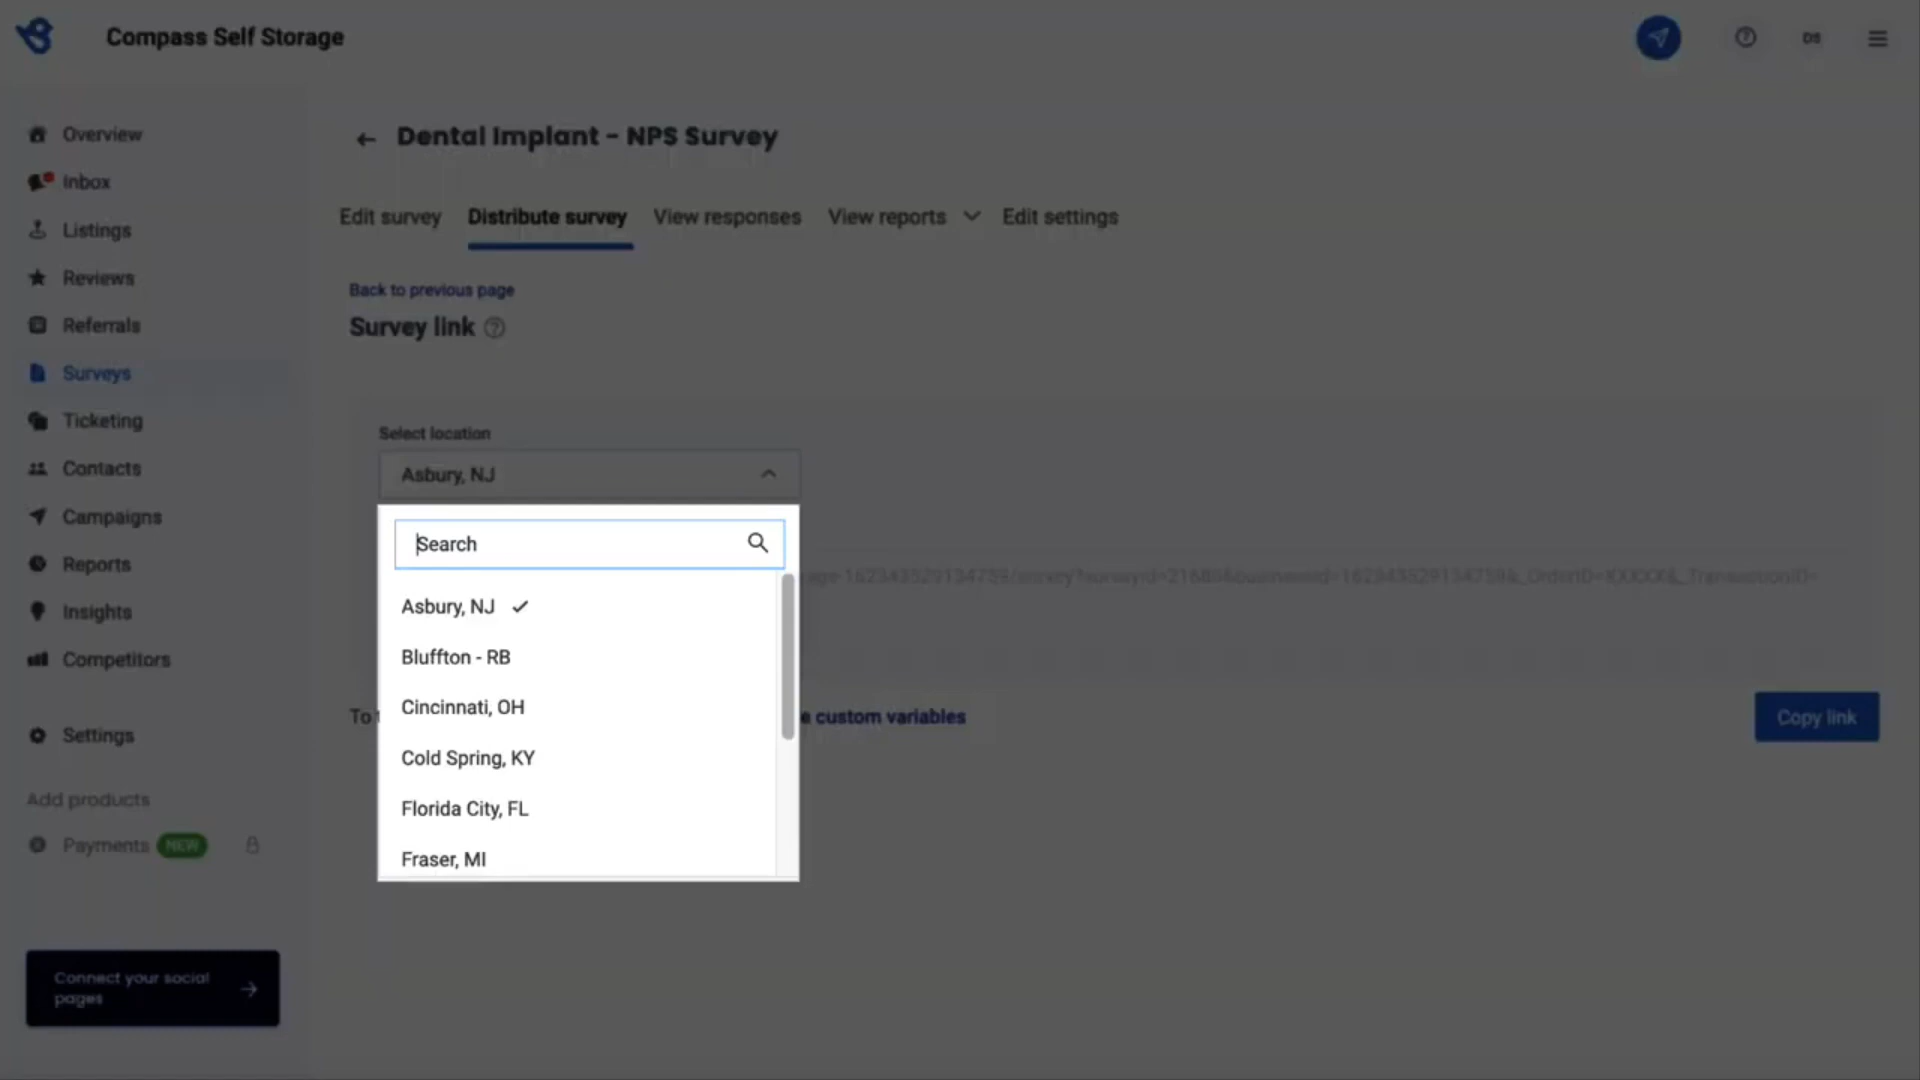 Compass Self Storage
DS
Overview
Inbox
Listings
Reviews
Referrals
Surveys
Ticketing
Contacts
Campaigns
Reports
Insights
Competitors
Settings
Add products
Payments NEW
Connect your social
pages
Dental Implant - NPS Survey
Edit survey Distribute survey View responses View reports Edit settings
Back to previous page
Survey link
Select location
Asbury, NJ
Search
Asbury, NJ
Bluffton - RB
Cincinnati, OH
Cold Spring, KY
Florida City, FL
Fraser, MI
To
custom variables
Copy link